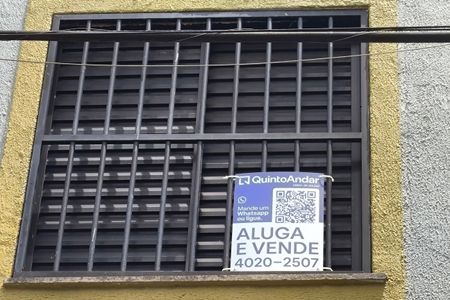 QuintoAndar
Mande um
Whatsapp
ou ligue.
ALUGA
E VENDE
4020-2507